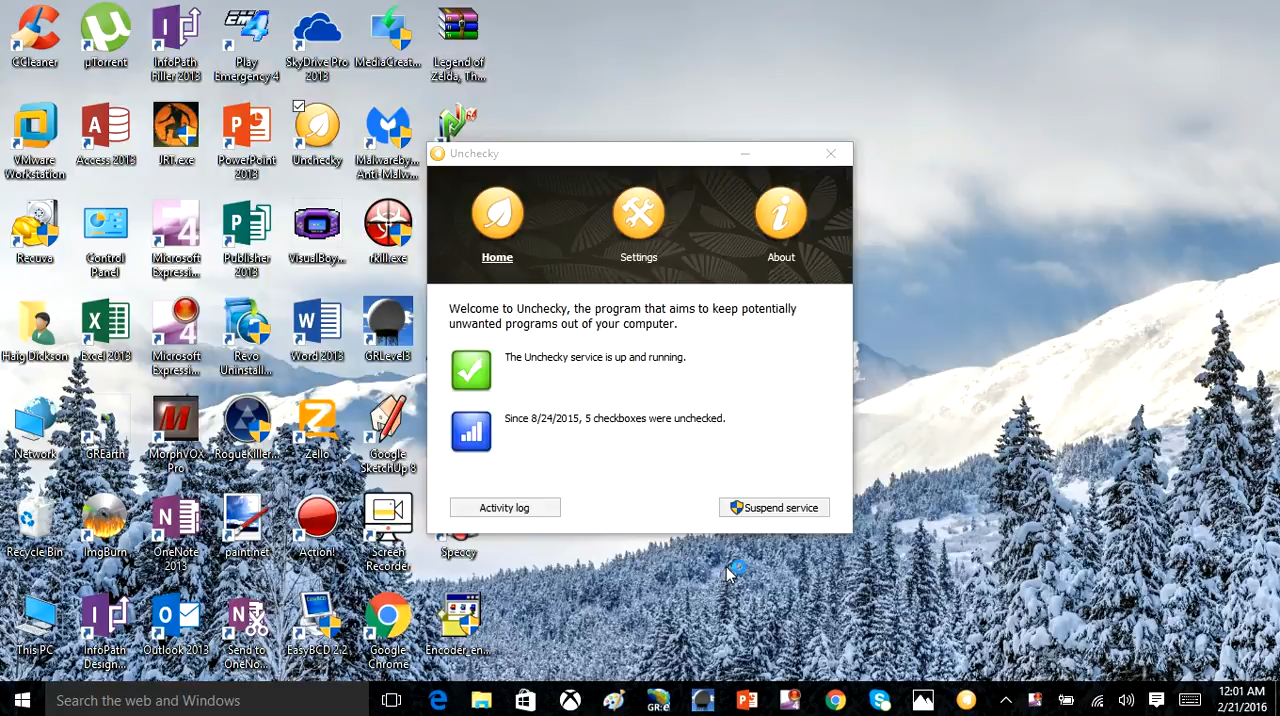 CCleaner
µTorrent
InfoPath
Filler 2013
Play
Emergency 4
SkyDrive Pro
2013
MediaCreat...
Legend of
Zelda, Th...
VMware
Workstation
Access 2013
JRT.exe
PowerPoint
2013
Unchecky
Malwareby...
Anti-Malw...
Recuva
Control
Panel
Microsoft
Expressi...
Publisher
2013
VisualBoy...
rkill.exe
Haig Dickson
Excel 2013
Microsoft
Expressi...
Revo
Uninstall...
Word 2013
GRLevel3
Network
GREarth
MorphVOX
Pro
RogueKiller...
Zello
Google
SketchUp 8
Recycle Bin
ImgBurn
OneNote
2013
paint.net
Action!
Screen
Recorder
Speccy
This PC
InfoPath
Design...
Outlook 2013
Send to
OneNo...
EasyBCD 2.2
Google
Chrome
Encoder_en...
Unchecky
Home
Settings
About
Welcome to Unchecky, the program that aims to keep potentially
unwanted programs out of your computer.
The Unchecky service is up and running.
Since 8/24/2015, 5 checkboxes were unchecked.
Activity log
Suspend service
Search the web and Windows
GR:e
12:01 AM
2/21/2016